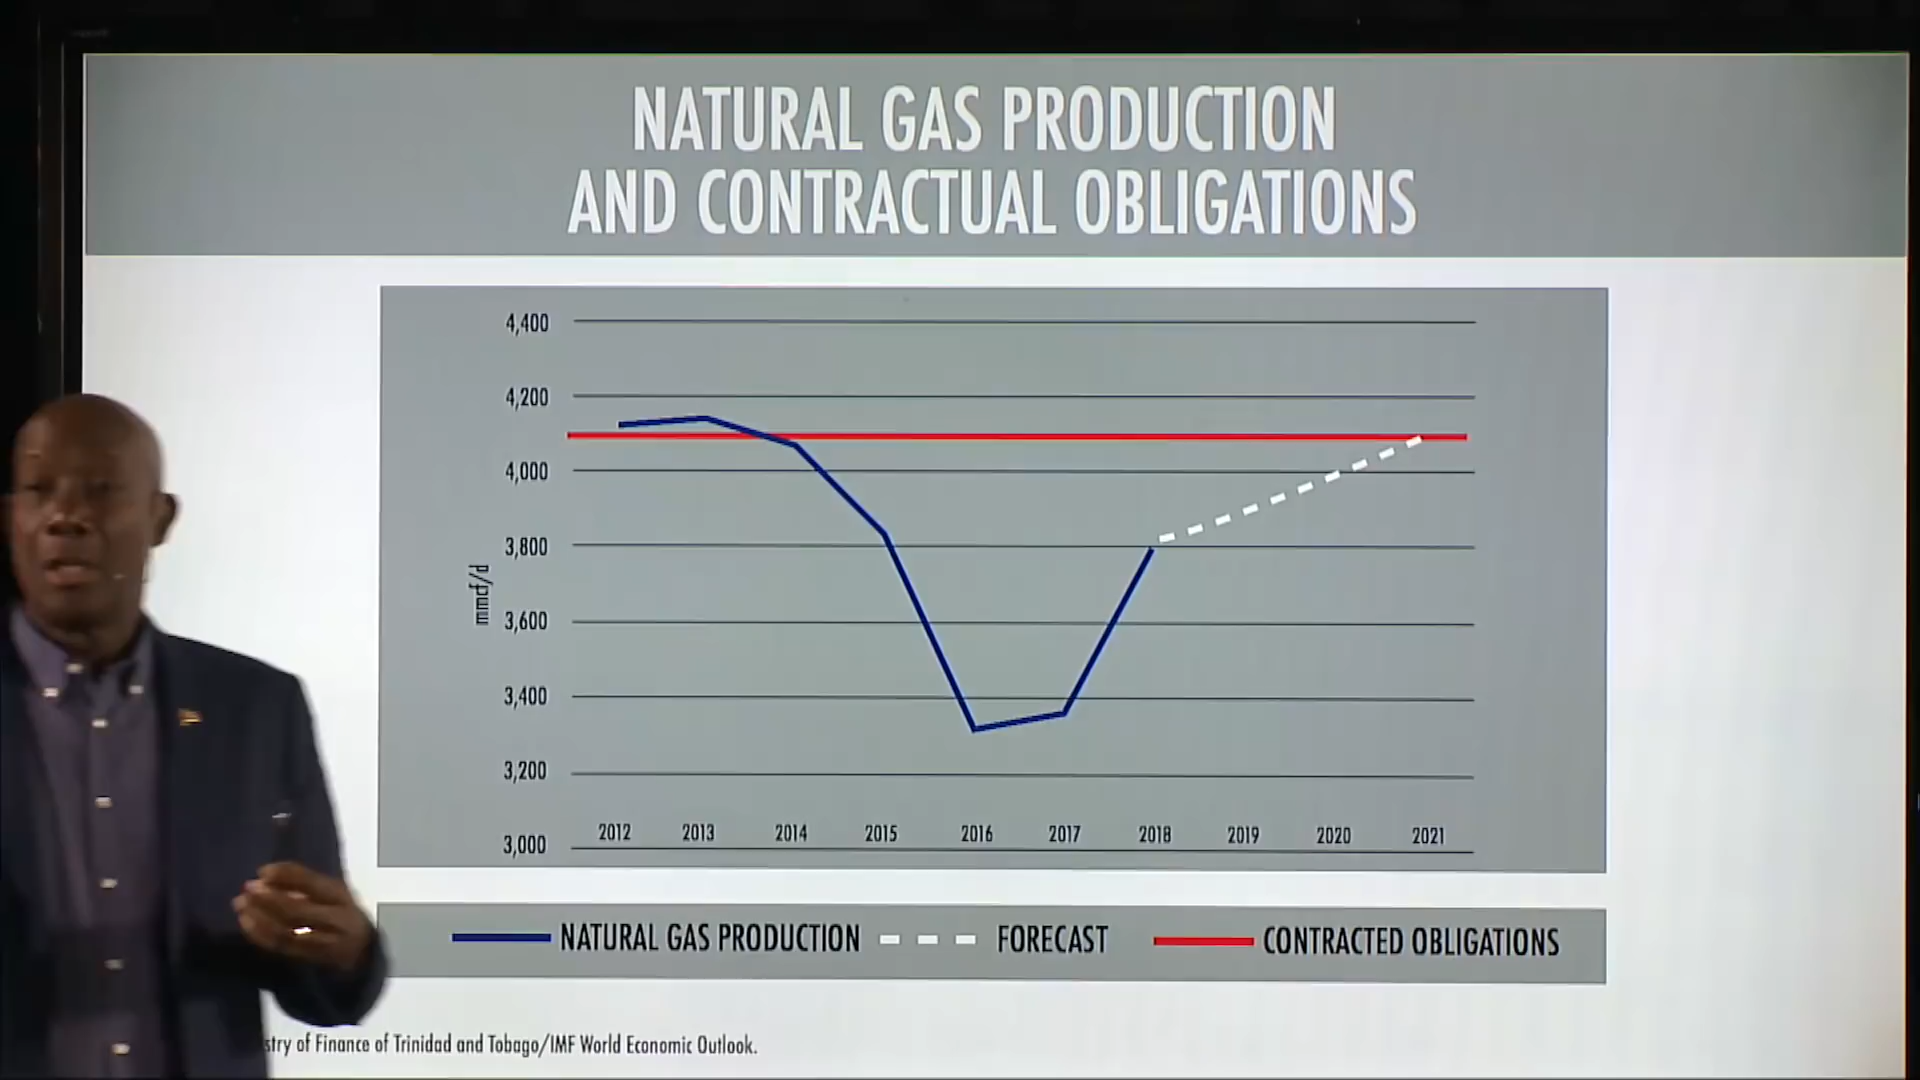 NATURAL GAS PRODUCTION
AND CONTRACTUAL OBLIGATIONS
4,400
4,200
4,000
3,800
3,600
3,400
3,200
3,000
mmcf/d
2012 2013 2014 2015 2016 2017 2018 2019 2020 2021
NATURAL GAS PRODUCTION FORECAST CONTRACTED OBLIGATIONS
stry of Finance of Trinidad and Tobago/IMF World Economic Outlook.